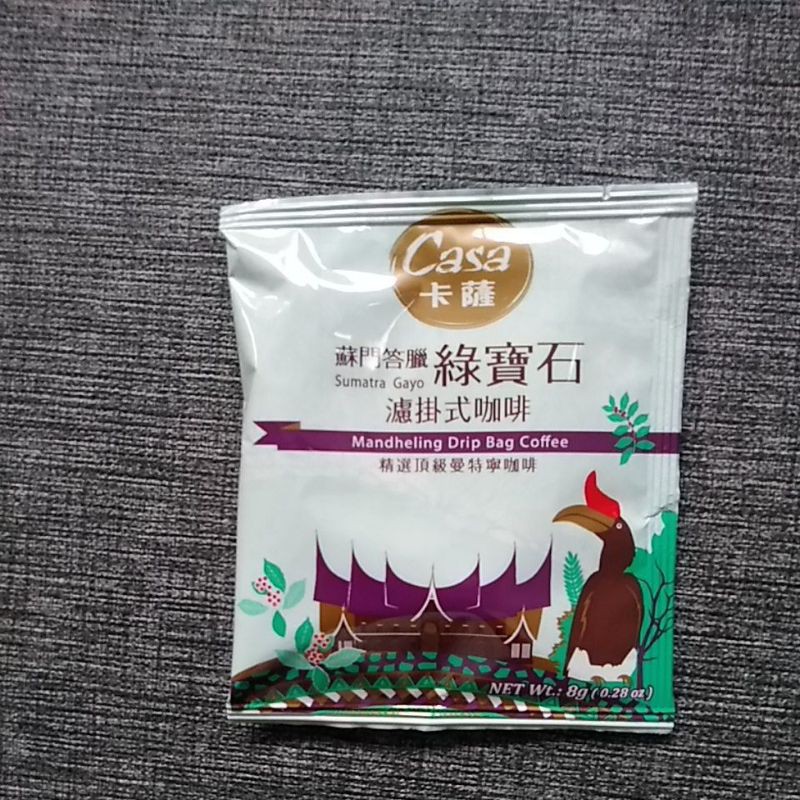 Casa
卡薩
蘇門答臘 綠寶石
Sumatra Gayo
濾掛式咖啡
Mandheling Drip Bag Coffee
精選頂級曼特寧咖啡
NET Wt.: 8g (0.28 oz)